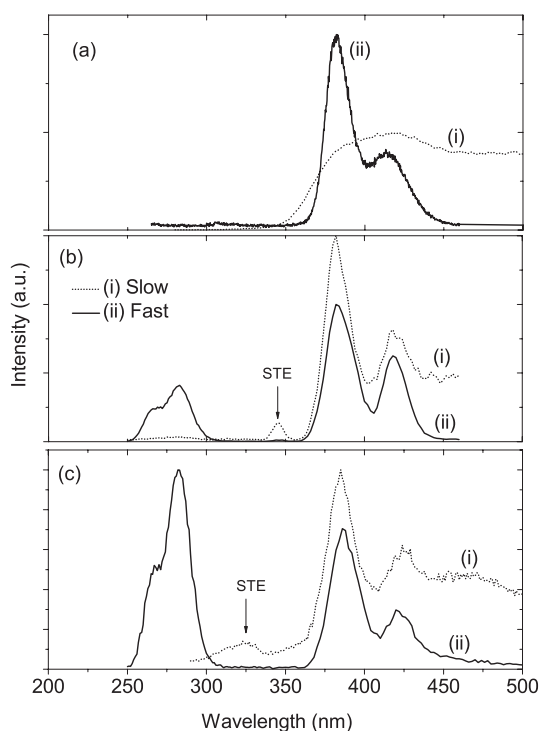 (a)
(ii)
(i)
(b)
(i) Slow
(ii) Fast
STE
(i)
(ii)
(c)
STE
(i)
(ii)
Intensity (a.u.)
200 250 300 350 400 450 500
Wavelength (nm)